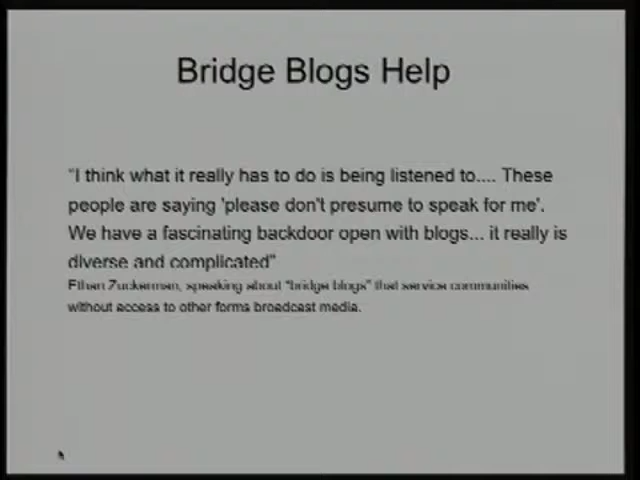 Bridge Blogs Help
"I think what it really has to do is being listened to.... These
people are saying 'please don't presume to speak for me'.
We have a fascinating backdoor open with blogs... it really is
diverse and complicated"
Ethan Zuckerman, speaking about "bridge blogs" that service communities
without access to other forms broadcast media.